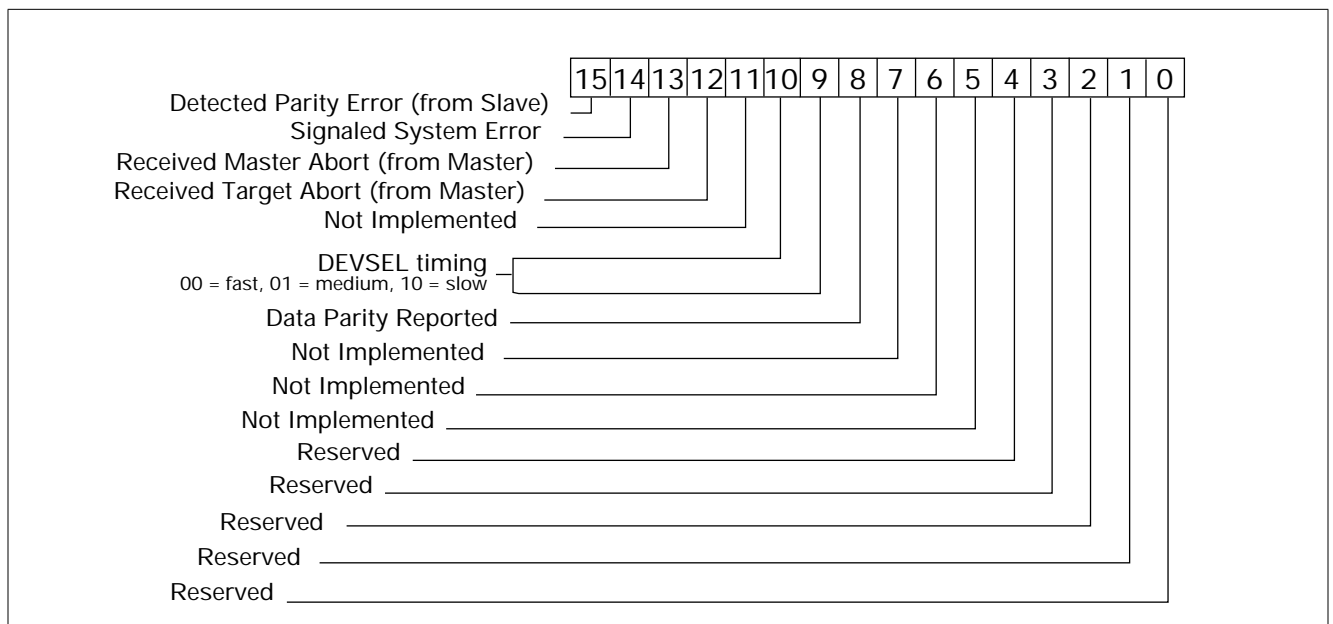 15 14 13 12 11 10 9 8 7 6 5 4 3 2 1 0
Detected Parity Error (from Slave)
Signaled System Error
Received Master Abort (from Master)
Received Target Abort (from Master)
Not Implemented
DEVSEL timing
00 = fast, 01 = medium, 10 = slow
Data Parity Reported
Not Implemented
Not Implemented
Not Implemented
Reserved
Reserved
Reserved
Reserved
Reserved